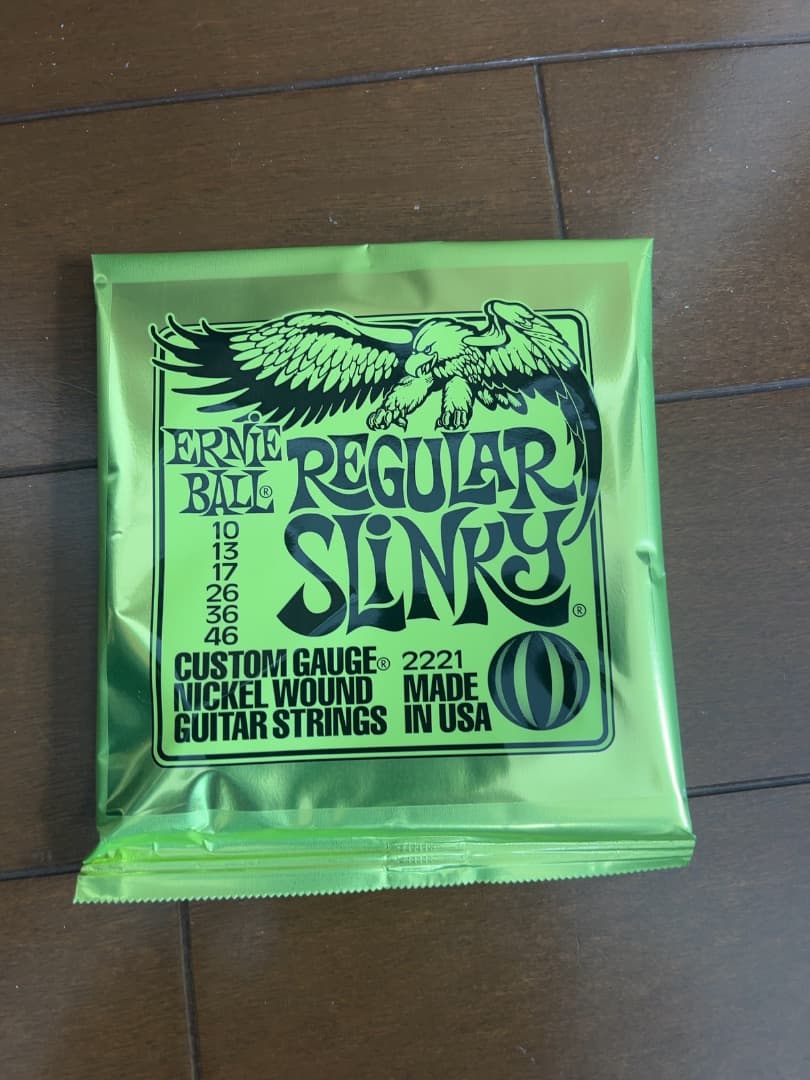 ERNiE
BALL®
REGULAR
SLiNKY®
10
13
17
26
36
46
CUSTOM GAUGE®
NICKEL WOUND
GUITAR STRINGS
2221
MADE
IN USA